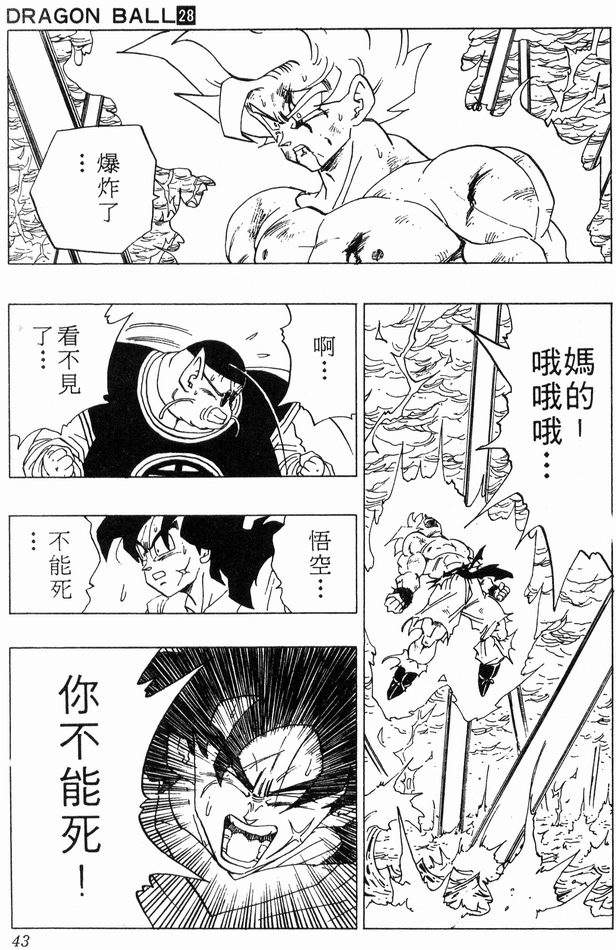 DRAGON BALL 28
爆炸了
⋮
媽的－
哦哦哦…
啊…
看不見
了…
悟空…
不能死
⋮
你不能死！
43